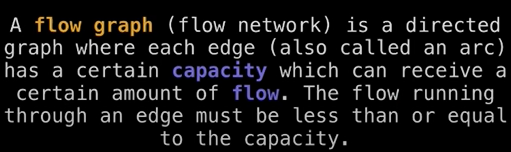 A flow graph (flow network) is a directed
graph where each edge (also called an arc)
has a certain capacity which can receive a
certain amount of flow. The flow running
through an edge must be less than or equal
to the capacity.